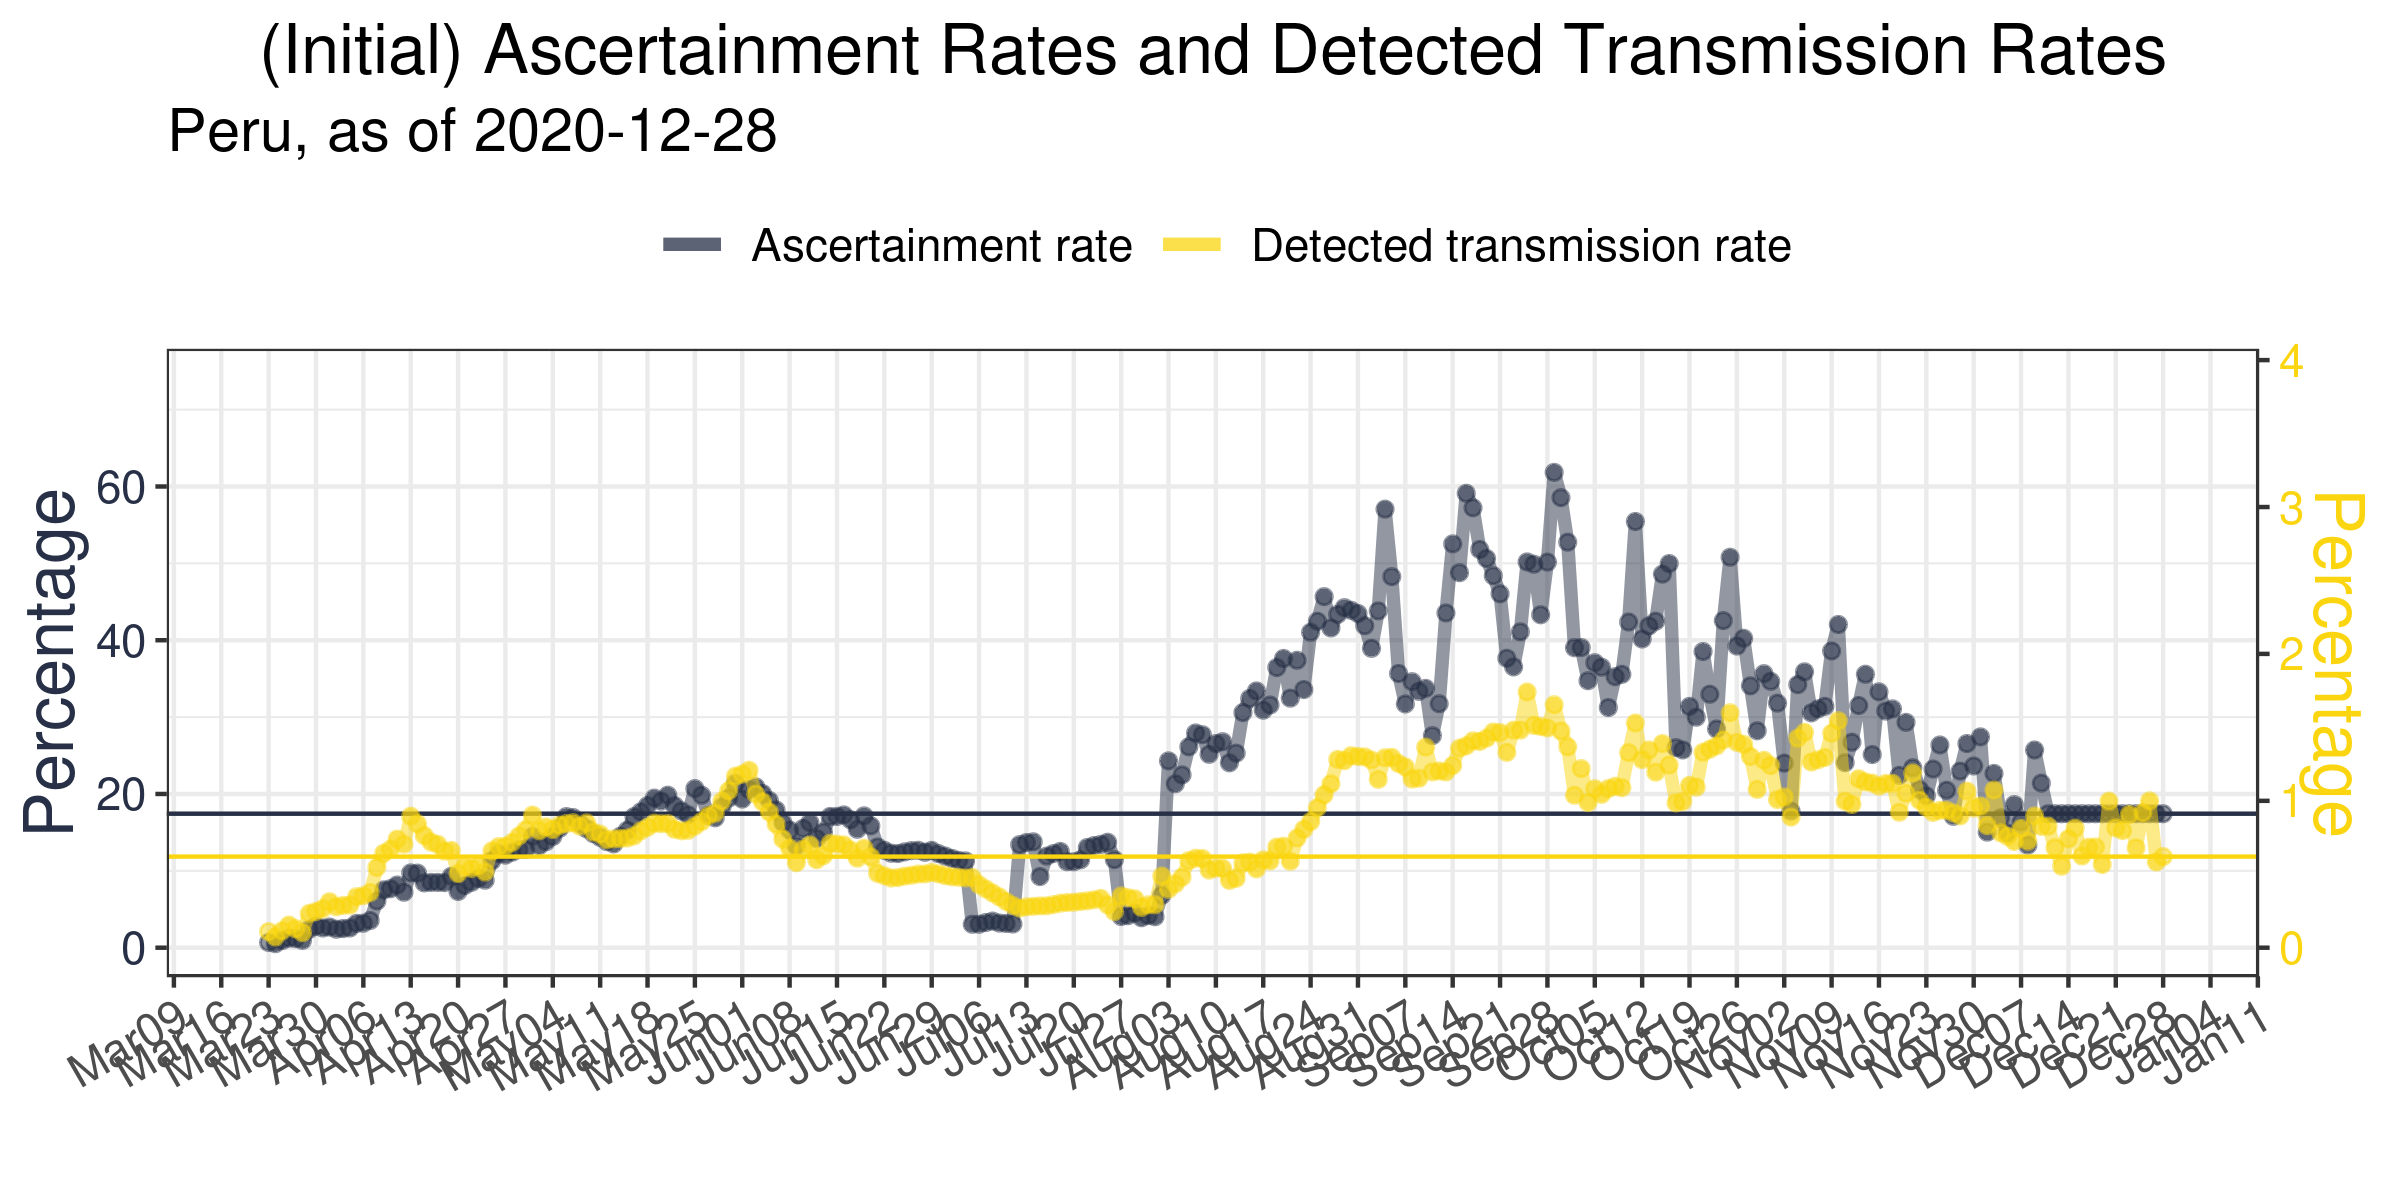 (Initial) Ascertainment Rates and Detected Transmission Rates
Peru, as of 2020-12-28
Ascertainment rate
Detected transmission rate
Percentage
60
40
20
0
4
3
2
1
0
Percentage
Mar09
Mar16
Mar23
Mar30
Apr06
Apr13
Apr20
Apr27
May04
May11
May18
May25
Jun01
Jun08
Jun15
Jun22
Jun29
Jul06
Jul13
Jul20
Jul27
Aug03
Aug10
Aug17
Aug24
Aug31
Sep07
Sep14
Sep21
Sep28
Oct05
Oct12
Oct19
Oct26
Nov02
Nov09
Nov16
Nov23
Nov30
Dec07
Dec14
Dec21
Dec28
Jan04
Jan11